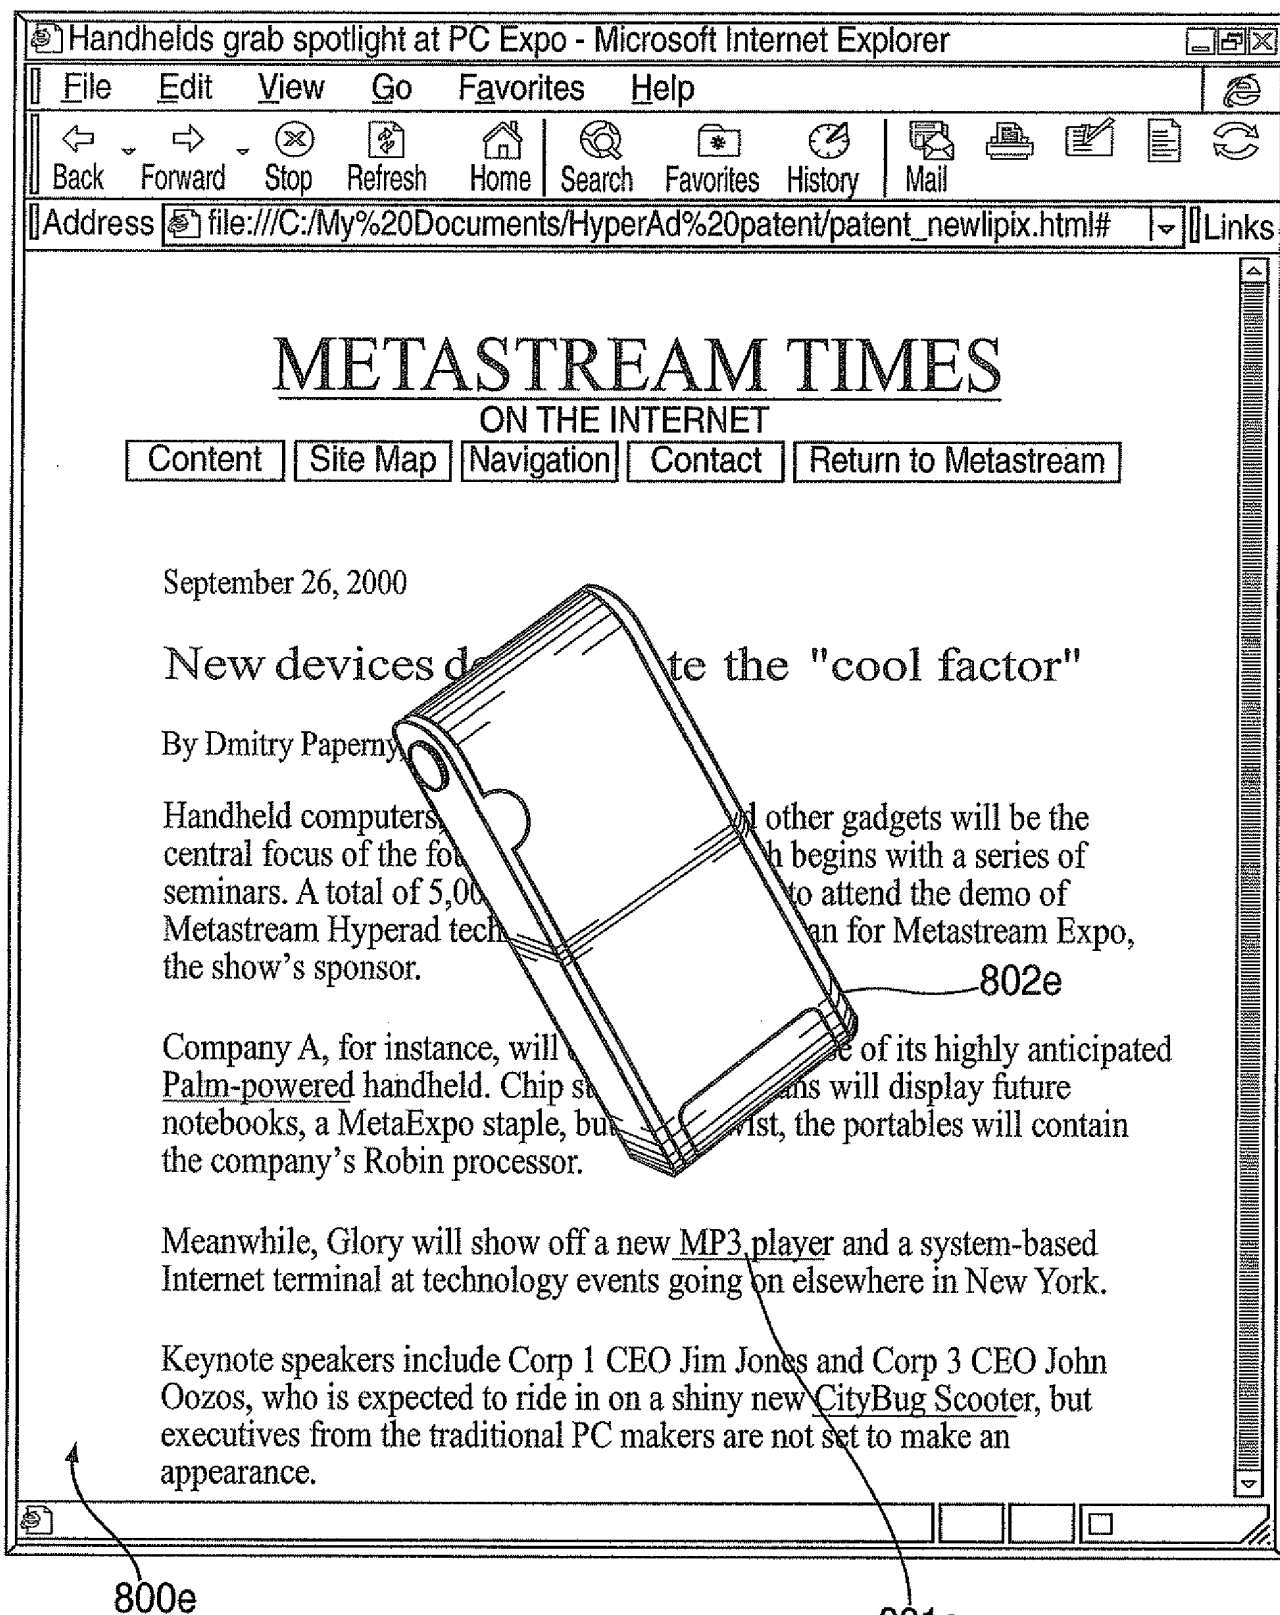 Handhelds grab spotlight at PC Expo - Microsoft Internet Explorer
File Edit View Go Favorites Help
Back Forward Stop Refresh Home Search Favorites History Mail
Address file:///C:/My%20Documents/HyperAd%20patent/patent_newlipix.html# Links
METASTREAM TIMES
ON THE INTERNET
Content Site Map Navigation Contact Return to Metastream
September 26, 2000
New devices the "cool factor"
By Dmitry Paperny,
Handheld computers, other gadgets will be the
central focus of the begins with a series of
seminars. A total of to attend the demo of
Metastream Hyperad for Metastream Expo,
the show's sponsor.
802e
Company A, for instance, will of its highly anticipated
Palm-powered handheld. Chip will display future
notebooks, a MetaExpo staple, the portables will contain
the company's Robin processor.
Meanwhile, Glory will show off a new MP3 player and a system-based
Internet terminal at technology events going on elsewhere in New York.
Keynote speakers include Corp 1 CEO Jim Jones and Corp 3 CEO John
Oozos, who is expected to ride in on a shiny new CityBug Scooter, but
executives from the traditional PC makers are not set to make an
appearance.
800e